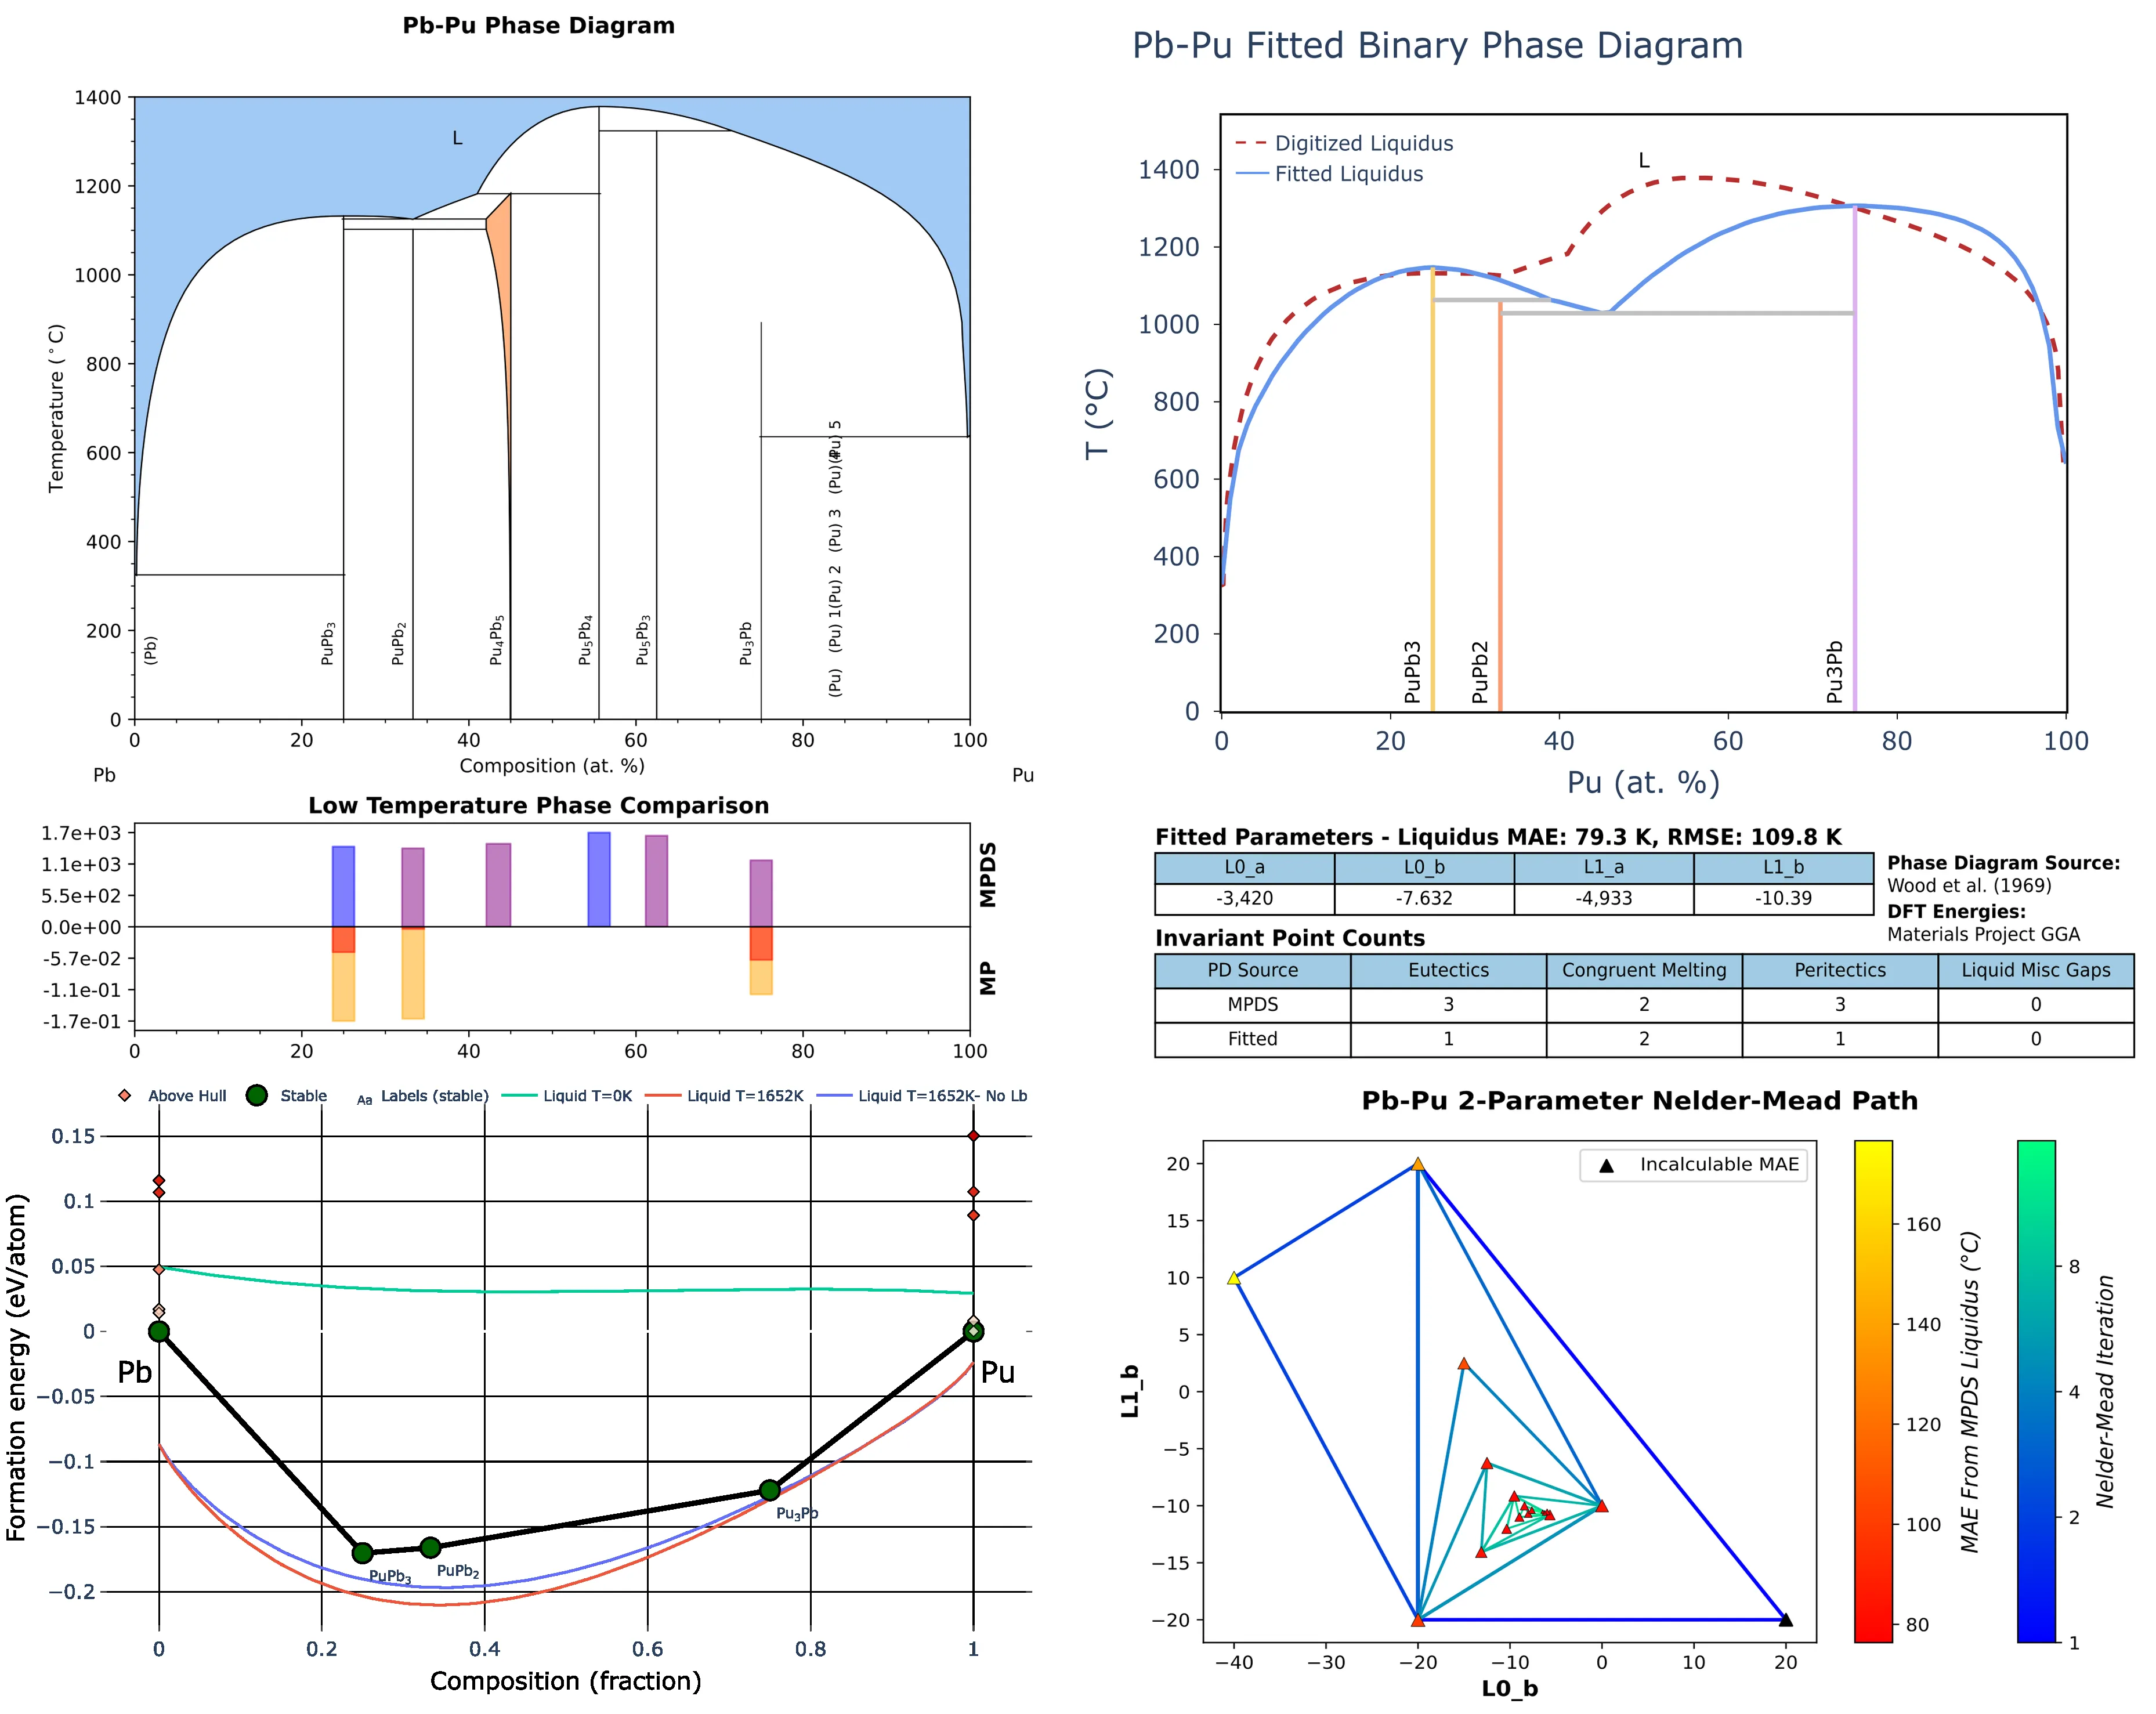 Pb-Pu Phase Diagram
1400
1200
1000
800
600
400
200
0
Temperature (°C)
L
(Pb)
PuPb3
PuPb2
Pu4Pb5
Pu5Pb4
Pu5Pb3
Pu3Pb
(Pu)
(Pu) 1
(Pu) 2
(Pu) 3
(Pu) 5
0 20 40 60 80 100
Composition (at. %)
Pb Pu
Pb-Pu Fitted Binary Phase Diagram
Digitized Liquidus
Fitted Liquidus
L
1400
1200
1000
800
600
400
200
0
T (°C)
PuPb3
PuPb2
Pu3Pb
0 20 40 60 80 100
Pu (at. %)
Low Temperature Phase Comparison
1.7e+03
1.1e+03
5.5e+02
0.0e+00
-5.7e-02
-1.1e-01
-1.7e-01
MPDS
MP
0 20 40 60 80 100
Fitted Parameters - Liquidus MAE: 79.3 K, RMSE: 109.8 K
L0_a L0_b L1_a L1_b
-3,420 -7.632 -4,933 -10.39
Phase Diagram Source:
Wood et al. (1969)
DFT Energies:
Materials Project GGA
Invariant Point Counts
PD Source Eutectics Congruent Melting Peritectics Liquid Misc Gaps
MPDS 3 2 3 0
Fitted 1 2 1 0
Above Hull Stable Aa Labels (stable) Liquid T=0K Liquid T=1652K Liquid T=1652K- No Lb
0.15
0.1
0.05
0
−0.05
−0.1
−0.15
−0.2
Formation energy (eV/atom)
Pb
Pu
PuPb3
PuPb2
Pu3Pb
0 0.2 0.4 0.6 0.8 1
Composition (fraction)
Pb-Pu 2-Parameter Nelder-Mead Path
Incalculable MAE
20
15
10
5
0
−5
−10
−15
−20
L1_b
−40 −30 −20 −10 0 10 20
L0_b
160
140
120
100
80
MAE From MPDS Liquidus (°C)
8
4
2
1
Nelder-Mead Iteration